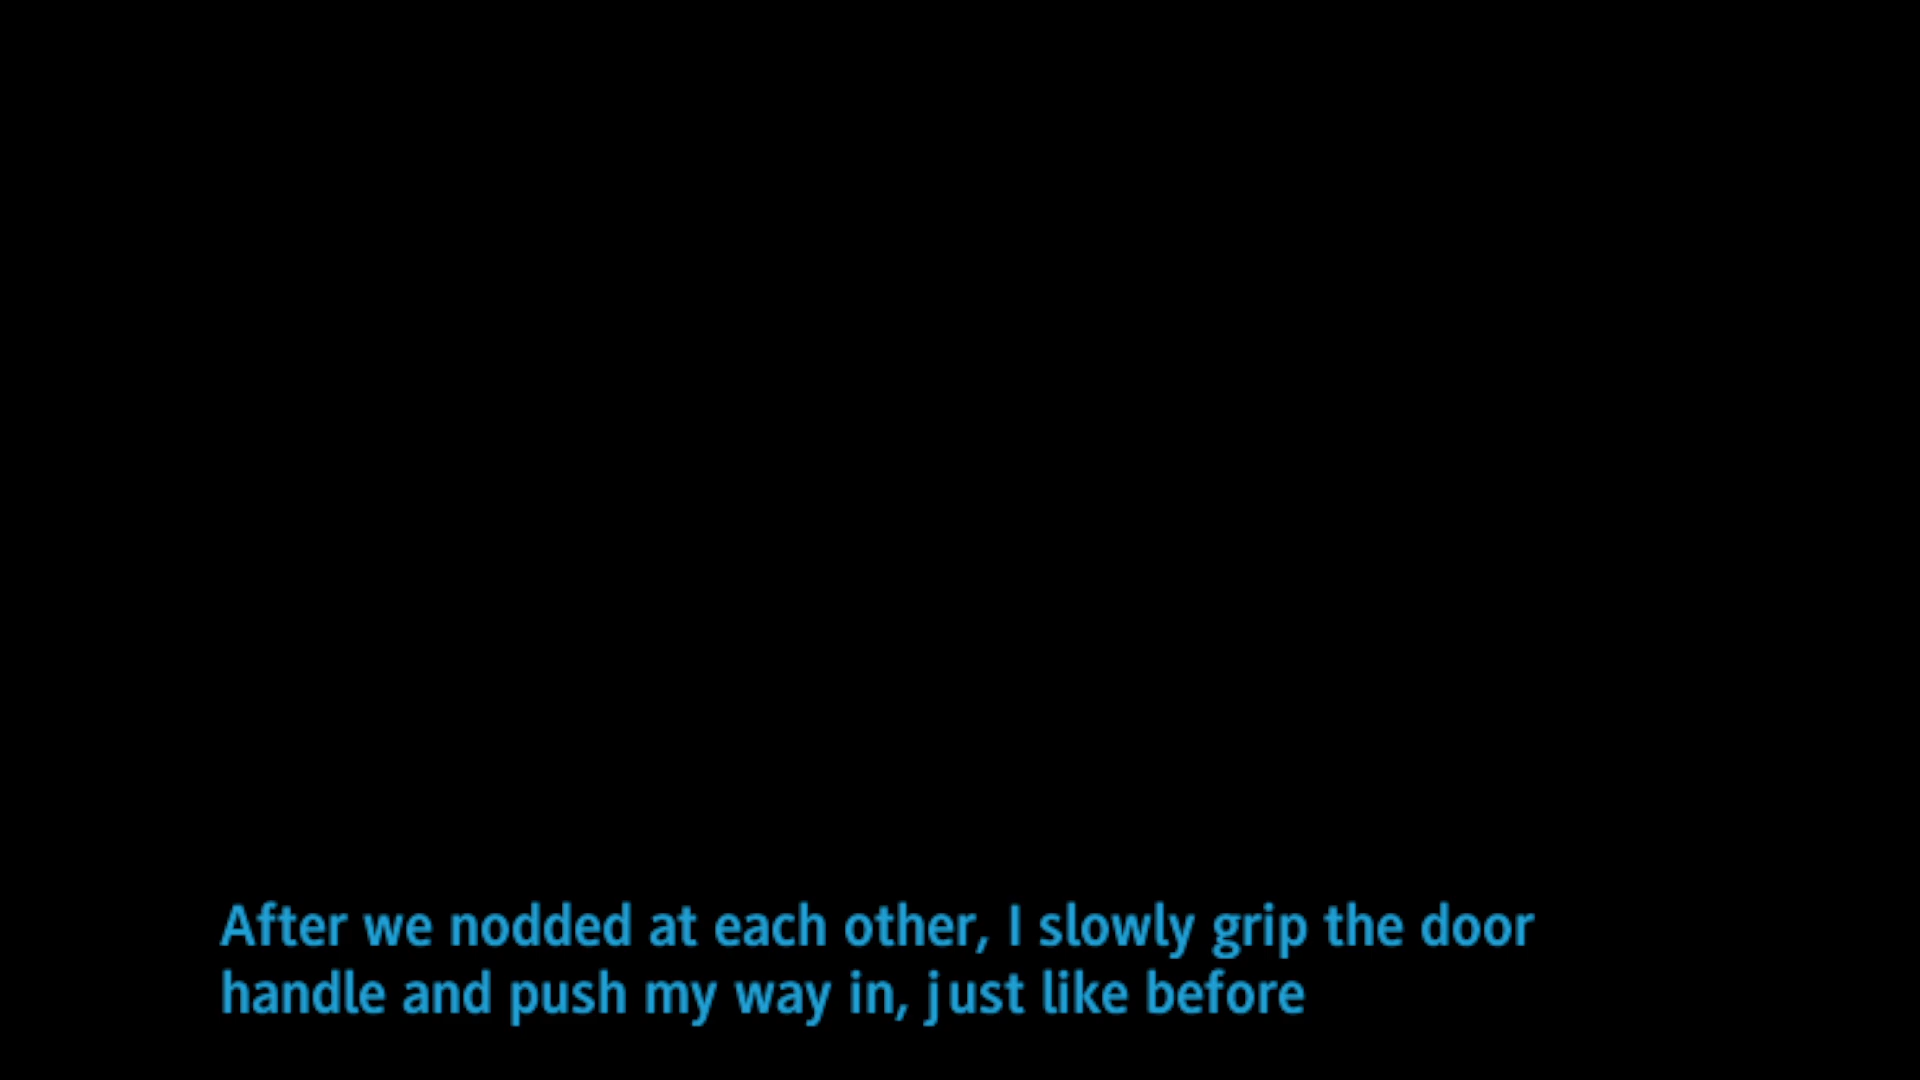 After we nodded at each other, I slowly grip the door
handle and push my way in, just like before